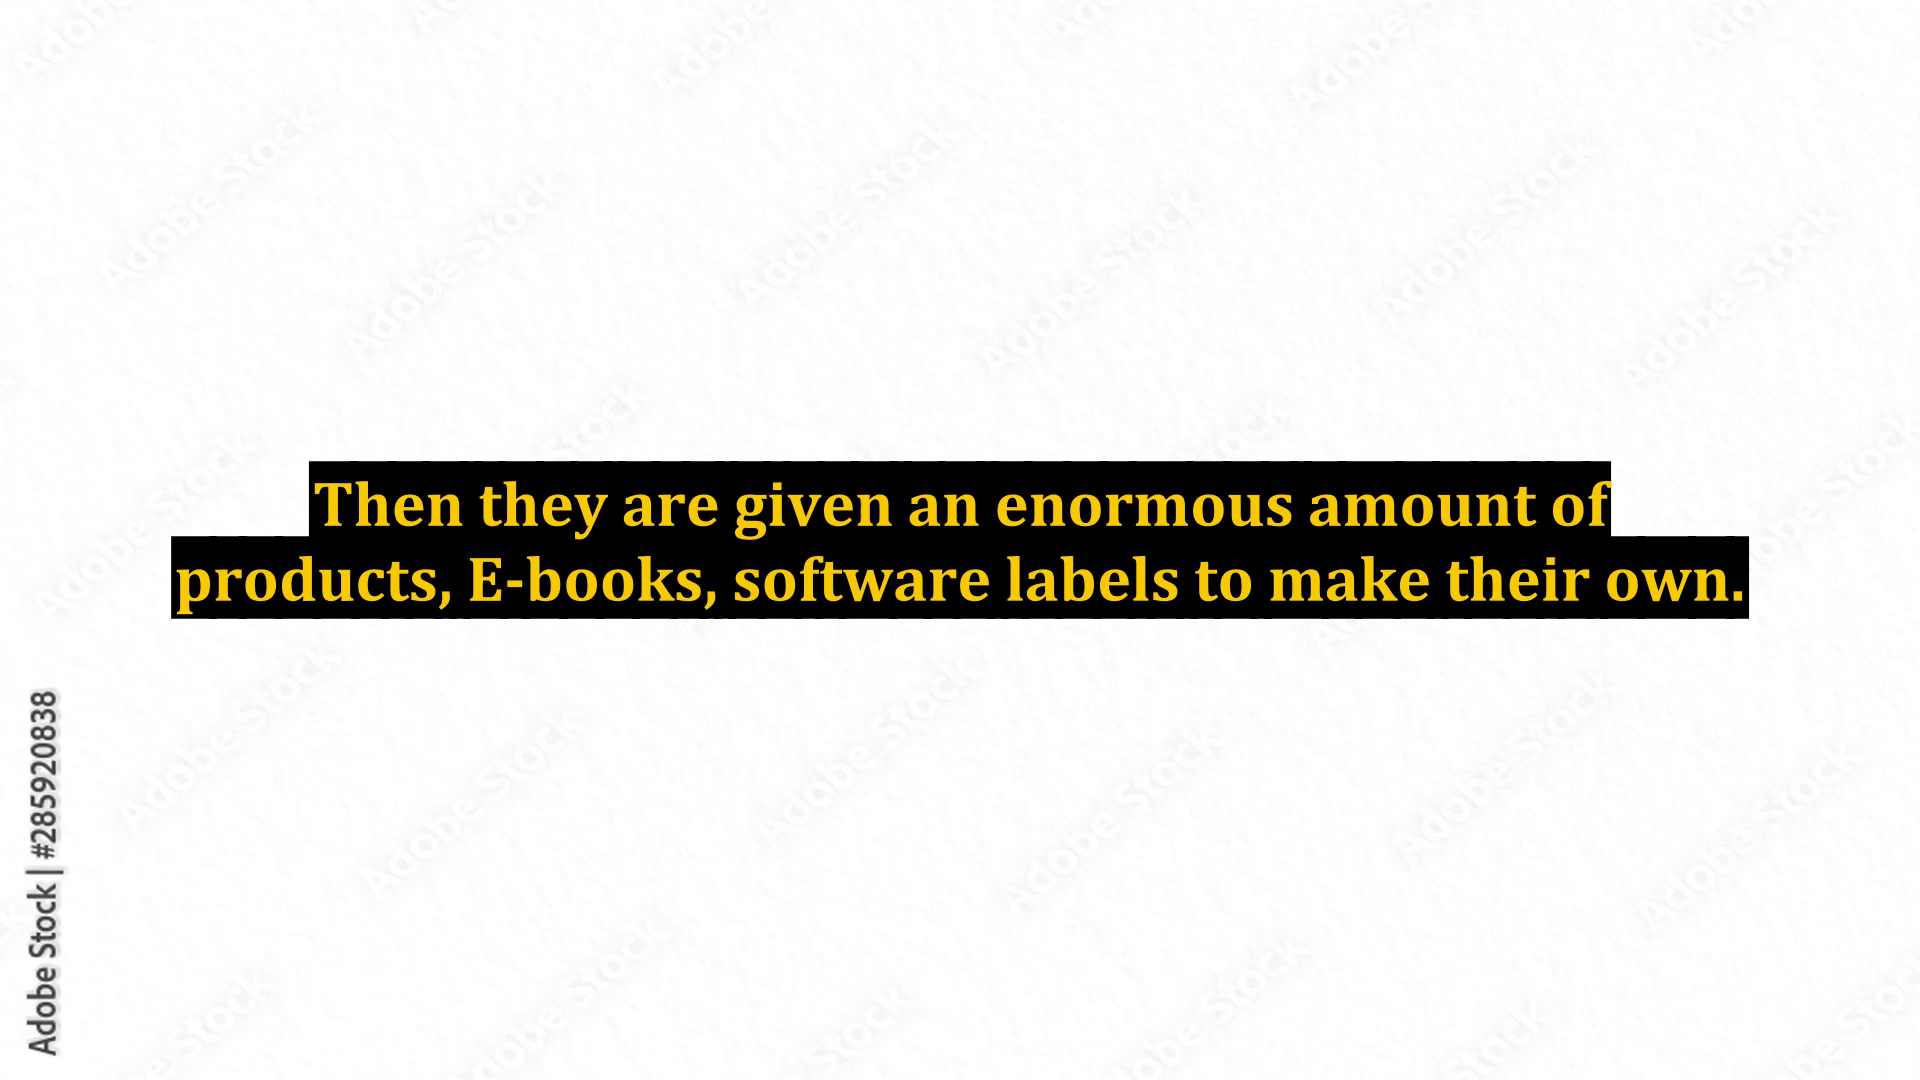 Then they are given an enormous amount of
products, E-books, software labels to make their own.
Adobe Stock | #285920838